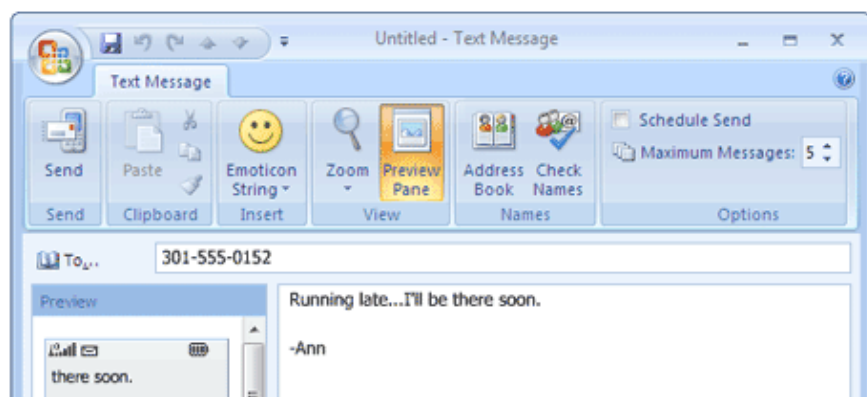 Untitled - Text Message
Text Message
Send
Paste
Emoticon String
Zoom
Preview Pane
Address Book
Check Names
Schedule Send
Maximum Messages: 5
Send
Clipboard
Insert
View
Names
Options
To...
301-555-0152
Preview
Running late...I'll be there soon.
-Ann
there soon.